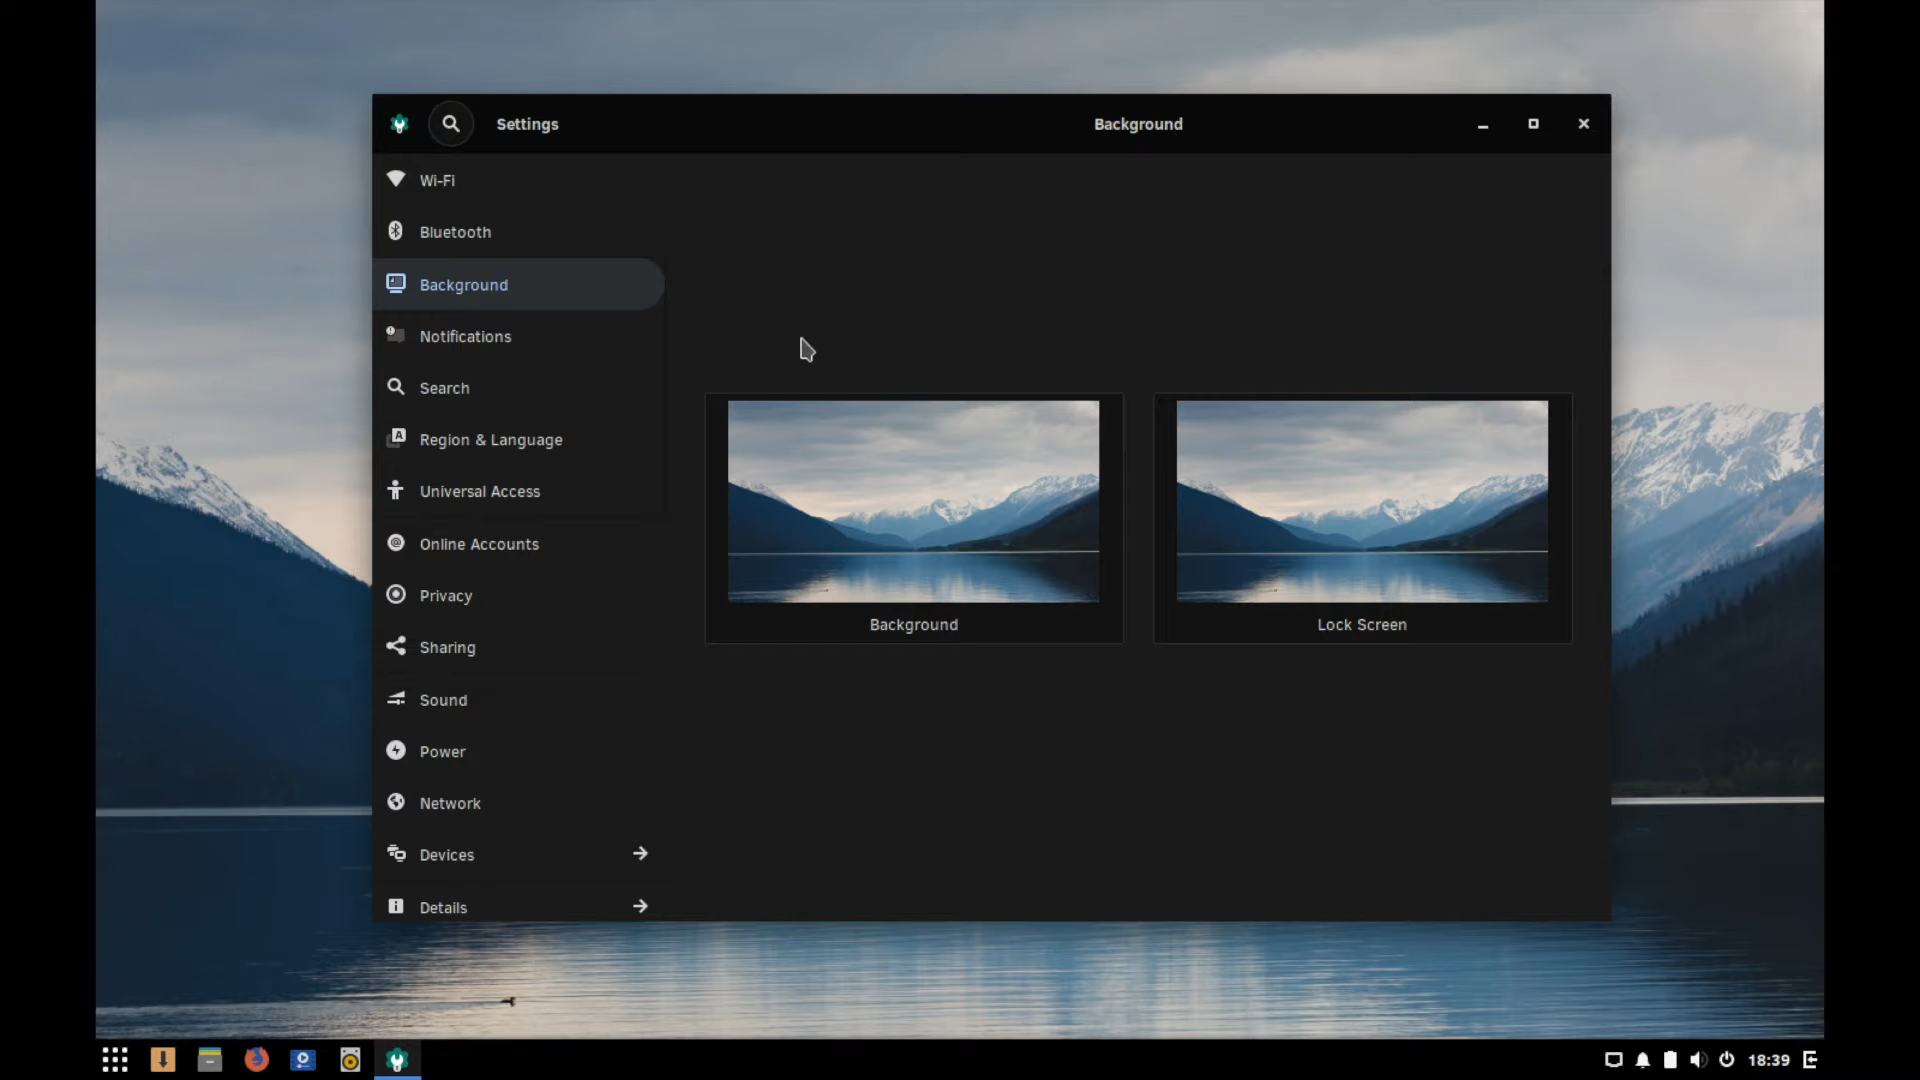 Settings
Background
Wi-Fi
Bluetooth
Background
Notifications
Search
Region & Language
Universal Access
Online Accounts
Privacy
Sharing
Sound
Power
Network
Devices
Details
Background
Lock Screen
18:39